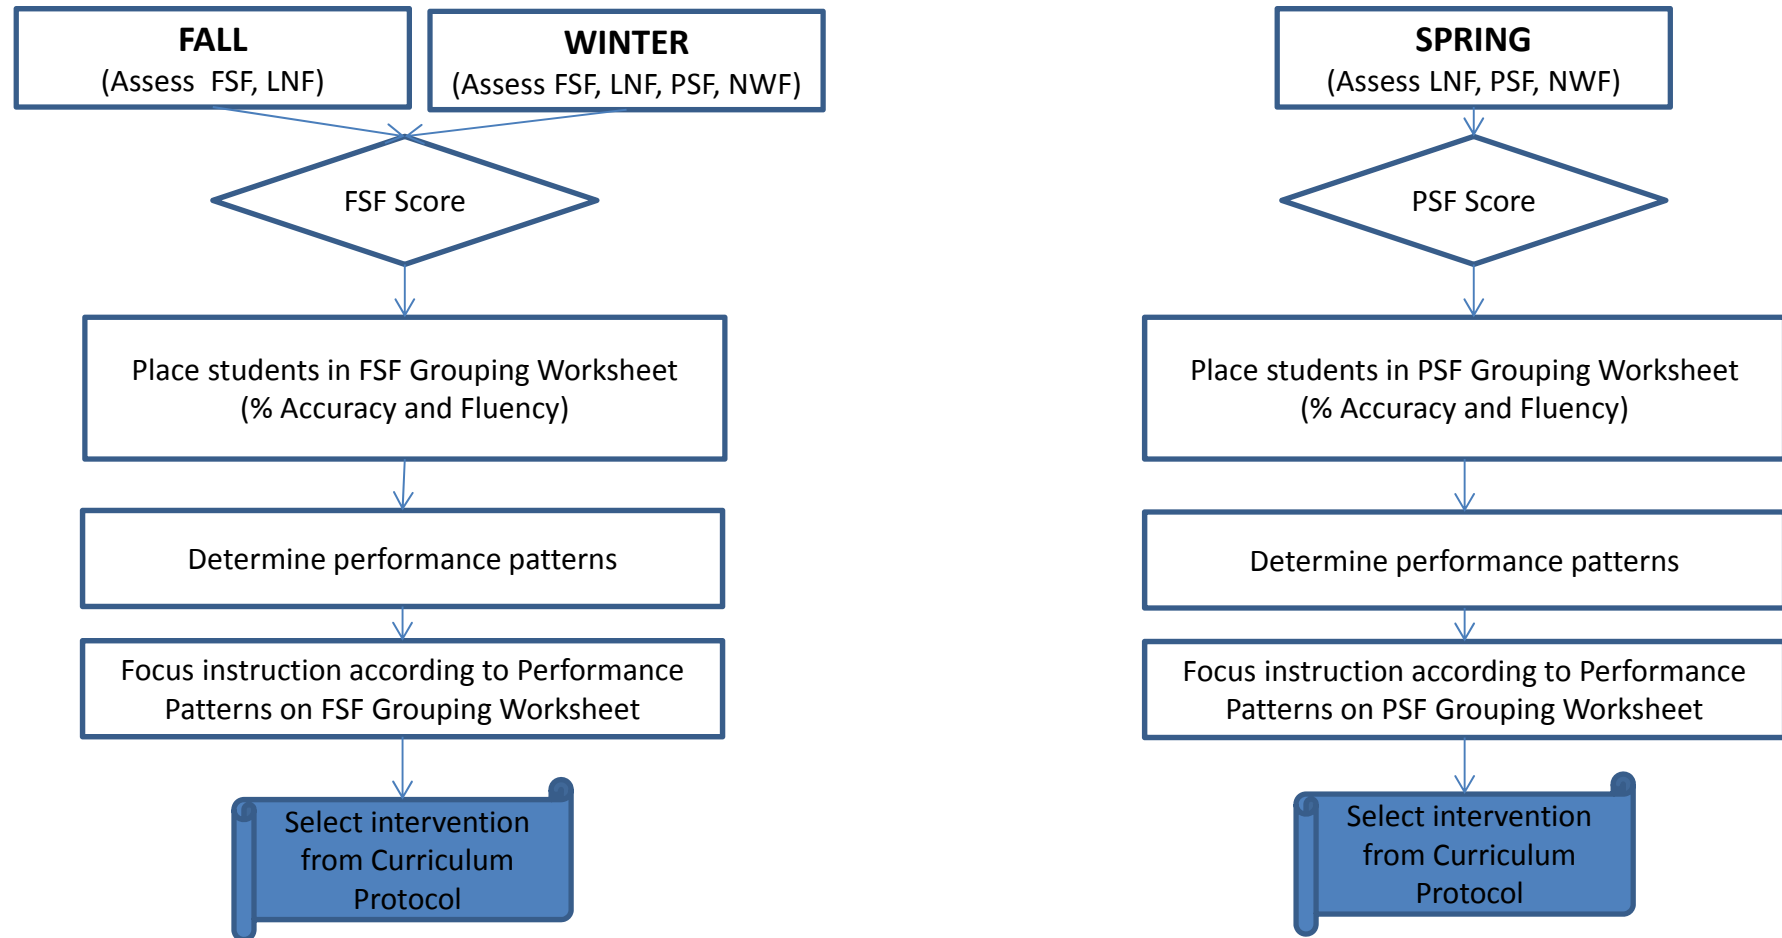 FALL
(Assess  FSF, LNF)
WINTER
(Assess FSF, LNF, PSF, NWF)
FSF Score
Place students in FSF Grouping Worksheet
(% Accuracy and Fluency)
Determine performance patterns
Focus instruction according to Performance
Patterns on FSF Grouping Worksheet
Select intervention
from Curriculum
Protocol
SPRING
(Assess LNF, PSF, NWF)
PSF Score
Place students in PSF Grouping Worksheet
(% Accuracy and Fluency)
Determine performance patterns
Focus instruction according to Performance
Patterns on PSF Grouping Worksheet
Select intervention
from Curriculum
Protocol